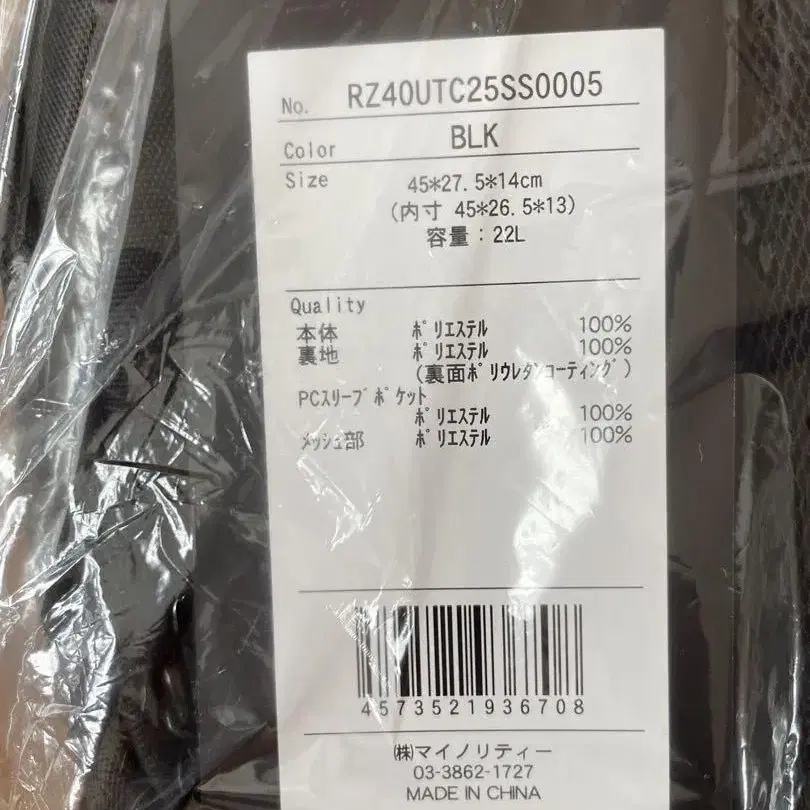 No. RZ40UTC25SS0005
Color BLK
Size 45*27.5*14cm
(内寸 45*26.5*13)
容量：22L
Quality
本体 ﾎﾟﾘｴｽﾃﾙ 100%
裏地 ﾎﾟﾘｴｽﾃﾙ 100%
(裏面ﾎﾟﾘｳﾚﾀﾝｺｰﾃｨﾝｸﾞ)
PCｽﾘｰﾌﾞﾎﾟｹｯﾄ
ﾎﾟﾘｴｽﾃﾙ 100%
ﾒｯｼｭ部 ﾎﾟﾘｴｽﾃﾙ 100%
4573521936708
㈱マイノリティー
03-3862-1727
MADE IN CHINA